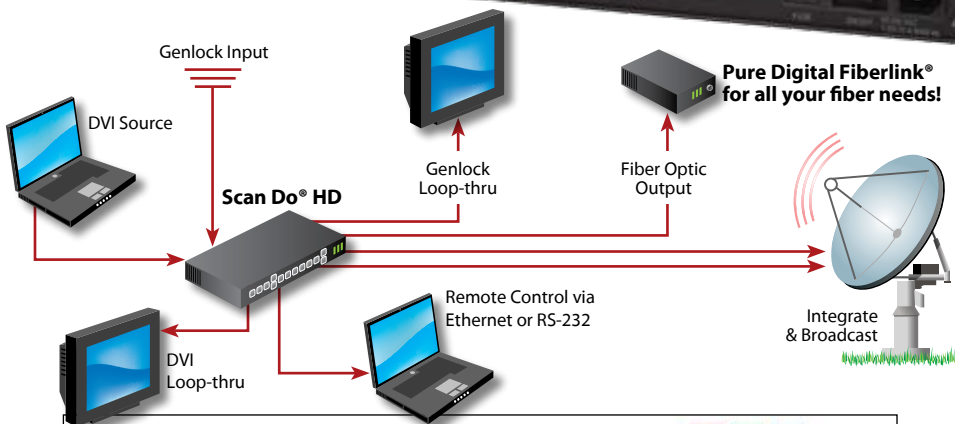 Genlock Input
Pure Digital Fiberlink®
for all your fiber needs!
DVI Source
Genlock
Loop-thru
Fiber Optic
Output
Scan Do® HD
Remote Control via
Ethernet or RS-232
Integrate
& Broadcast
DVI
Loop-thru